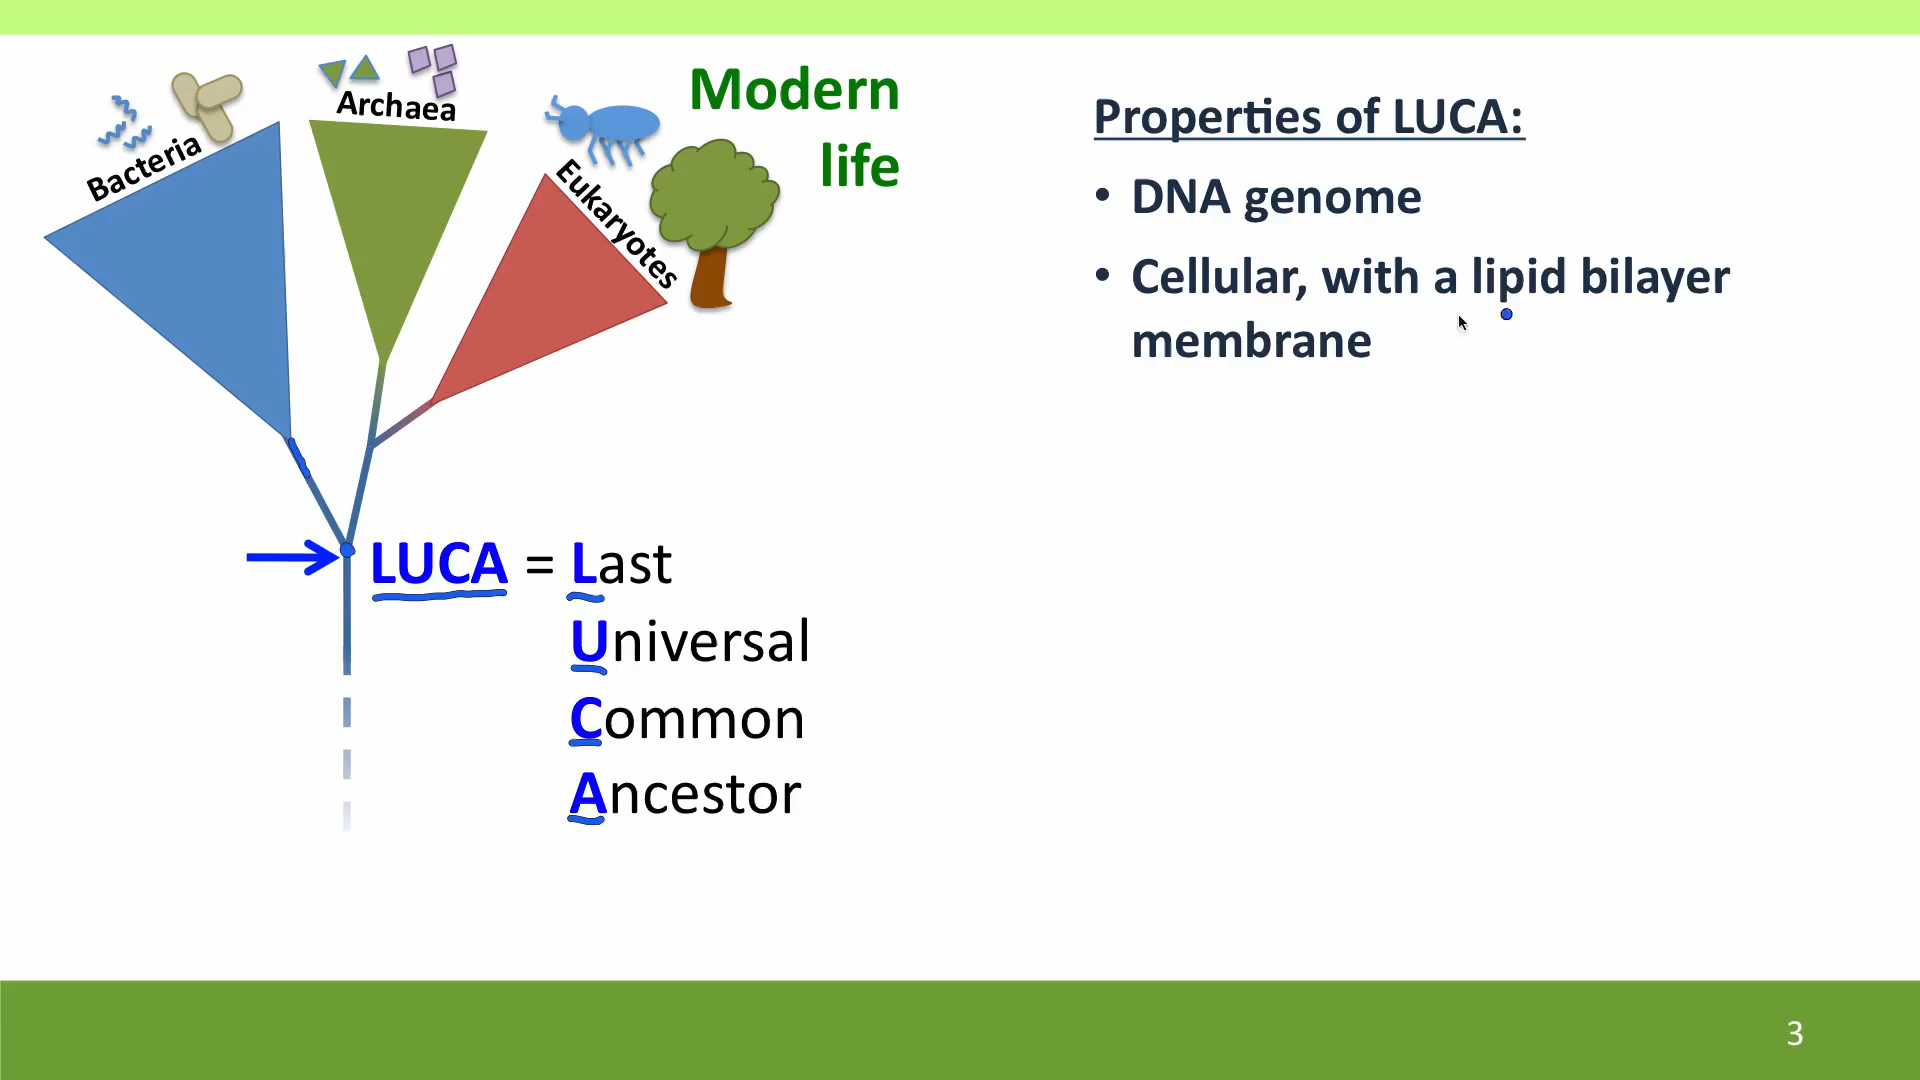 Bacteria
Archaea
Eukaryotes
Modern
life
LUCA = Last
Universal
Common
Ancestor
Properties of LUCA:
• DNA genome
• Cellular, with a lipid bilayer
membrane
3